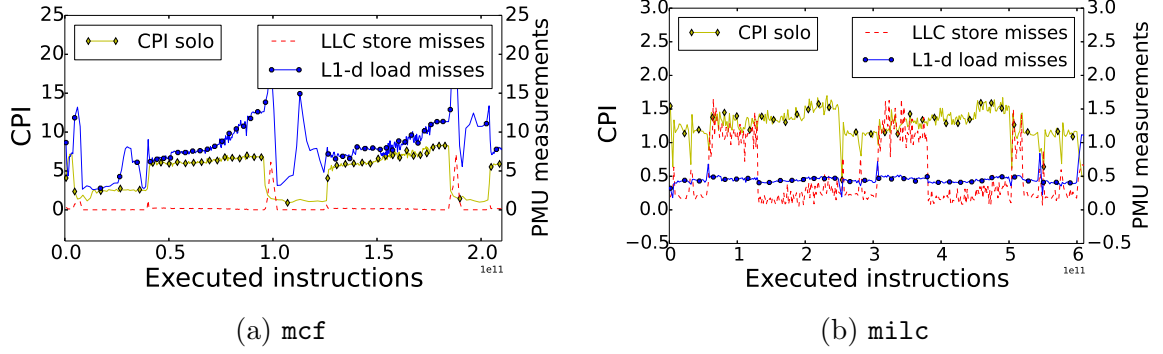 25
20
15
10
5
0
CPI
CPI solo
LLC store misses
L1-d load misses
25
20
15
10
5
0
PMU measurements
0.0
0.5
1.0
1.5
2.0
1e11
Executed instructions
(a) mcf
3.0
2.5
2.0
1.5
1.0
0.5
0.0
−0.5
CPI
CPI solo
LLC store misses
L1-d load misses
3.0
2.5
2.0
1.5
1.0
0.5
0.0
−0.5
PMU measurements
0
1
2
3
4
5
6
1e11
Executed instructions
(b) milc